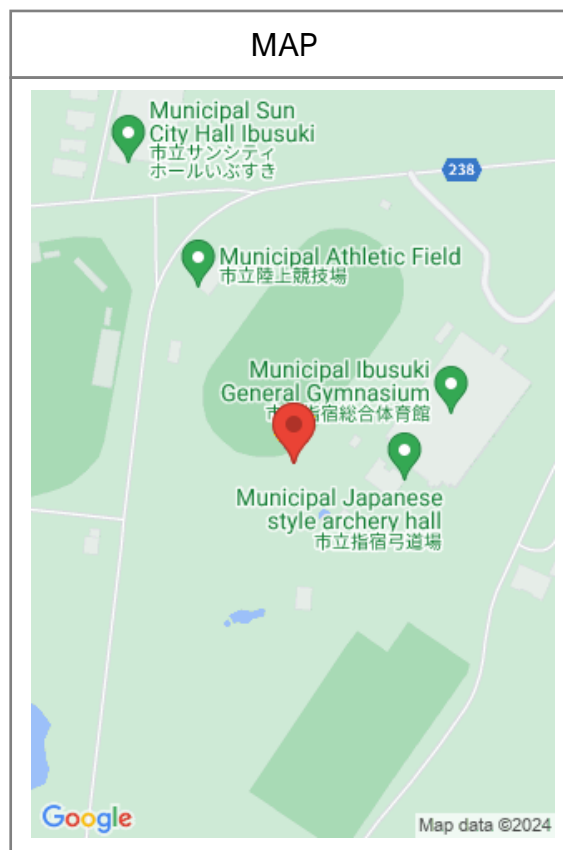 MAP
Municipal Sun
City Hall Ibusuki
市立サンシティ
ホールいぶすき
238
Municipal Athletic Field
市立陸上競技場
Municipal Ibusuki
General Gymnasium
市 指宿総合体育館
Municipal Japanese
style archery hall
市立指宿弓道場
Google
Map data ©2024